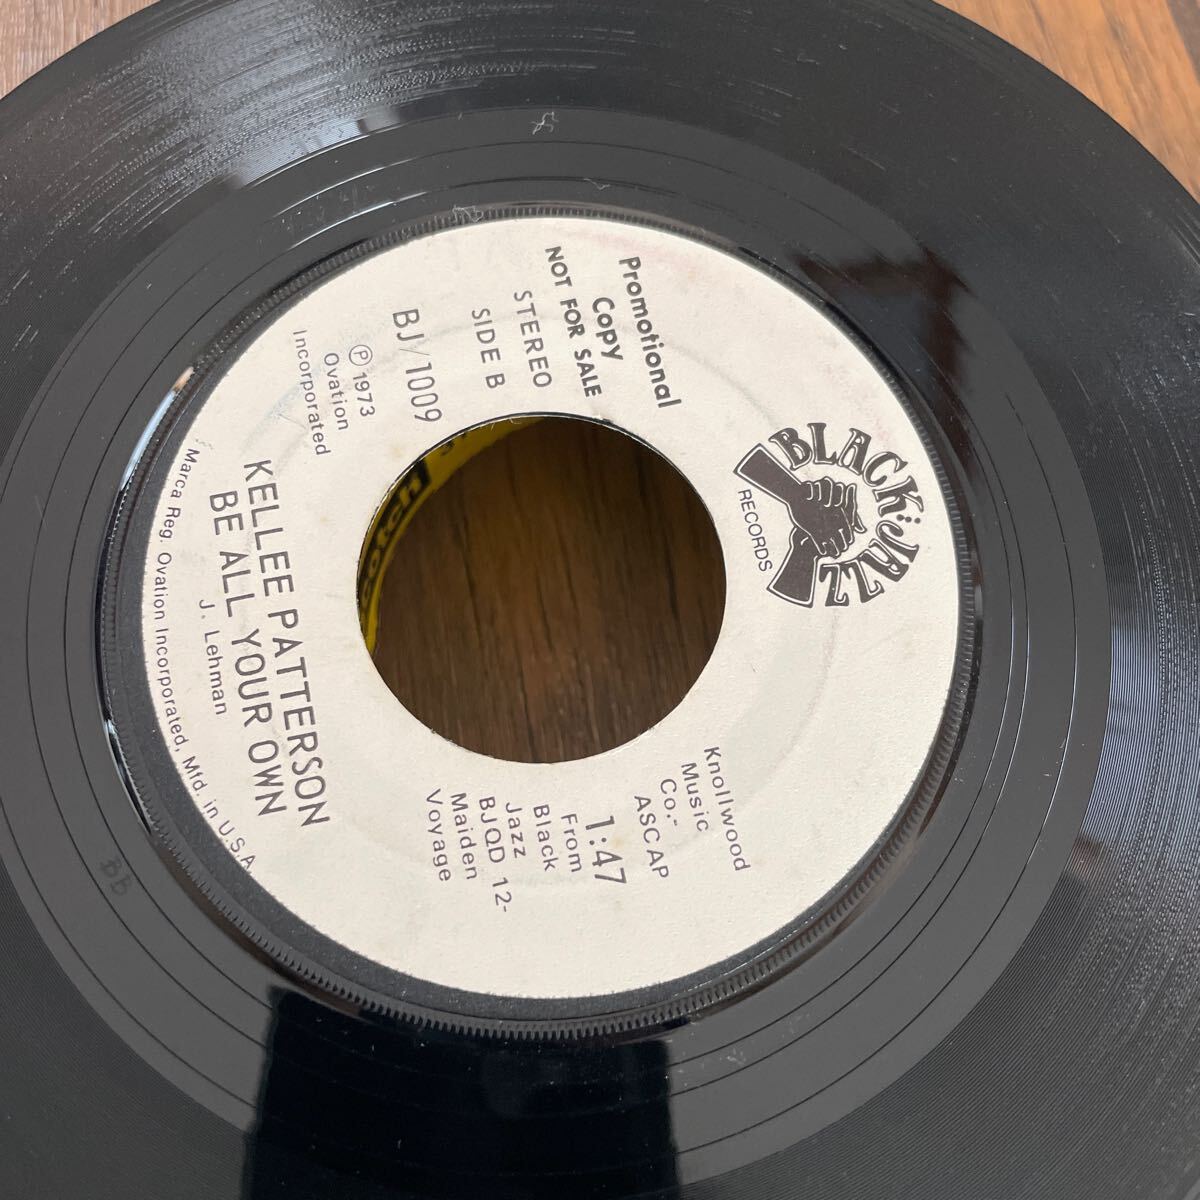 BLACK JAZZ
RECORDS
Promotional
Copy
NOT FOR SALE
STEREO
SIDE B
BJ/1009
℗ 1973
Ovation
Incorporated
Knollwood
Music
Co.-
ASCAP
1:47
From
Black
Jazz
BJQD 12-
Maiden
Voyage
KELLEE PATTERSON
BE ALL YOUR OWN
J. Lehman
Marca Reg. Ovation Incorporated, Mfd. in U.S.A.
BB